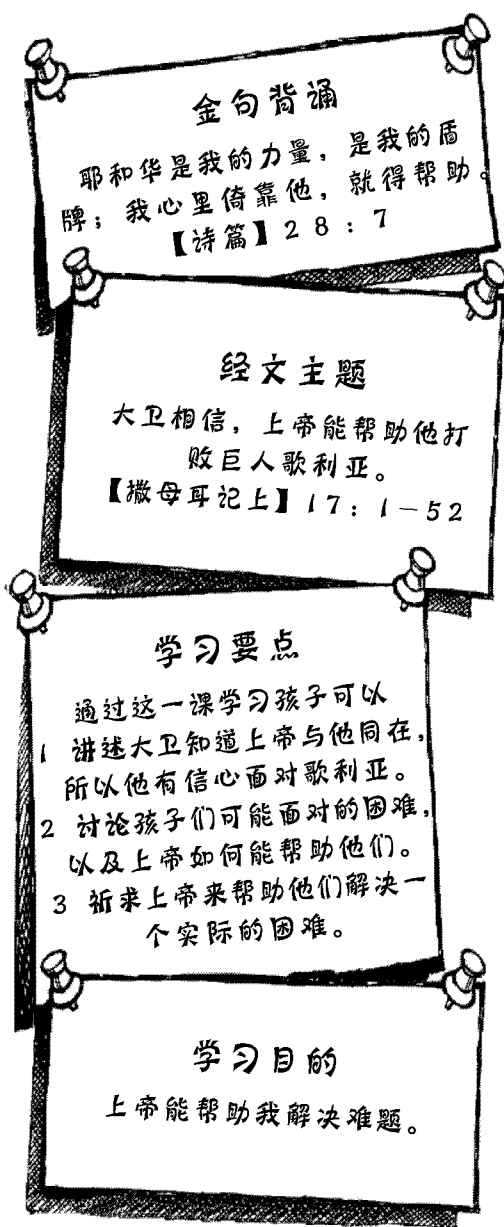 金句背诵
耶和华是我的力量，是我的盾
牌；我心里倚靠他，就得帮助。
【诗篇】28：7
经文主题
大卫相信，上帝能帮助他打
败巨人歌利亚。
【撒母耳记上】17：1－52
学习要点
通过这一课学习孩子可以
1 讲述大卫知道上帝与他同在，
所以他有信心面对歌利亚。
2 讨论孩子们可能面对的困难，
以及上帝如何能帮助他们。
3 祈求上帝来帮助他们解决一
个实际的困难。
学习目的
上帝能帮助我解决难题。